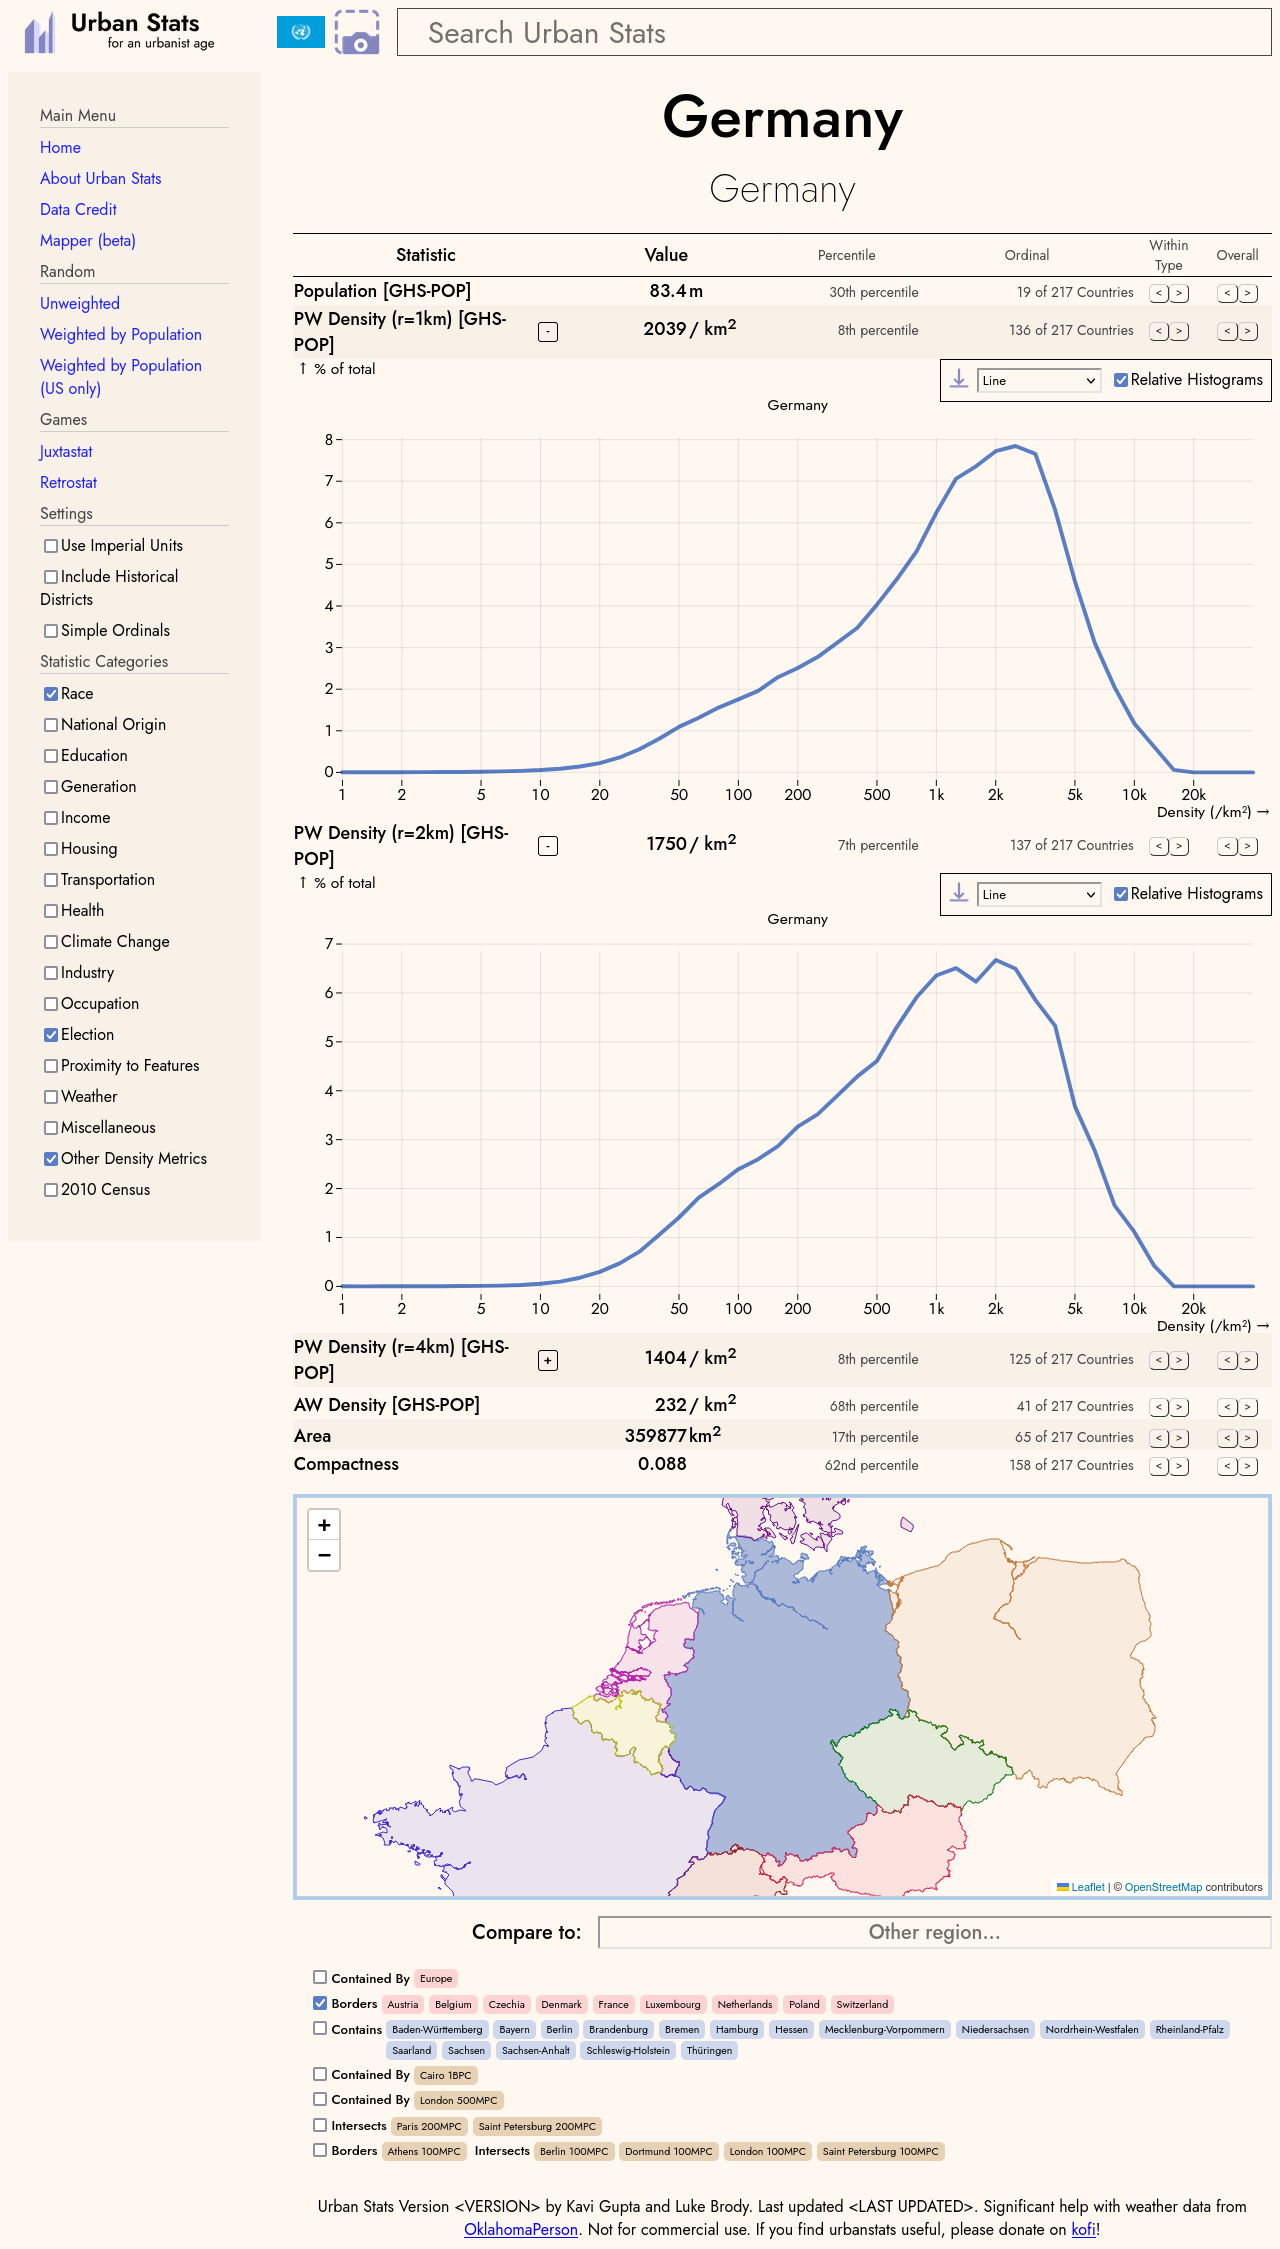 Urban Stats
for an urbanist age
Search Urban Stats
Main Menu
Home
About Urban Stats
Data Credit
Mapper (beta)
Random
Unweighted
Weighted by Population
Weighted by Population
(US only)
Games
Juxtastat
Retrostat
Settings
Use Imperial Units
Include Historical
Districts
Simple Ordinals
Statistic Categories
Race
National Origin
Education
Generation
Income
Housing
Transportation
Health
Climate Change
Industry
Occupation
Election
Proximity to Features
Weather
Miscellaneous
Other Density Metrics
2010 Census
Germany
Germany
Statistic Value Percentile Ordinal Within Type Overall
Population [GHS-POP] 83.4 m 30th percentile 19 of 217 Countries < > < >
PW Density (r=1km) [GHS-
POP] - 2039 / km² 8th percentile 136 of 217 Countries < > < >
↑ % of total
Line Relative Histograms
Germany
8
7
6
5
4
3
2
1
0
1 2 5 10 20 50 100 200 500 1k 2k 5k 10k 20k
Density (/km²) →
PW Density (r=2km) [GHS-
POP] - 1750 / km² 7th percentile 137 of 217 Countries < > < >
↑ % of total
Line Relative Histograms
Germany
7
6
5
4
3
2
1
0
1 2 5 10 20 50 100 200 500 1k 2k 5k 10k 20k
Density (/km²) →
PW Density (r=4km) [GHS-
POP] + 1404 / km² 8th percentile 125 of 217 Countries < > < >
AW Density [GHS-POP] 232 / km² 68th percentile 41 of 217 Countries < > < >
Area 359877 km² 17th percentile 65 of 217 Countries < > < >
Compactness 0.088 62nd percentile 158 of 217 Countries < > < >
+
−
Leaflet | © OpenStreetMap contributors
Compare to: Other region...
Contained By Europe
Borders Austria Belgium Czechia Denmark France Luxembourg Netherlands Poland Switzerland
Contains Baden-Württemberg Bayern Berlin Brandenburg Bremen Hamburg Hessen Mecklenburg-Vorpommern Niedersachsen Nordrhein-Westfalen Rheinland-Pfalz
Saarland Sachsen Sachsen-Anhalt Schleswig-Holstein Thüringen
Contained By Cairo 1BPC
Contained By London 500MPC
Intersects Paris 200MPC Saint Petersburg 200MPC
Borders Athens 100MPC Intersects Berlin 100MPC Dortmund 100MPC London 100MPC Saint Petersburg 100MPC
Urban Stats Version <VERSION> by Kavi Gupta and Luke Brody. Last updated <LAST UPDATED>. Significant help with weather data from
OklahomaPerson. Not for commercial use. If you find urbanstats useful, please donate on kofi!